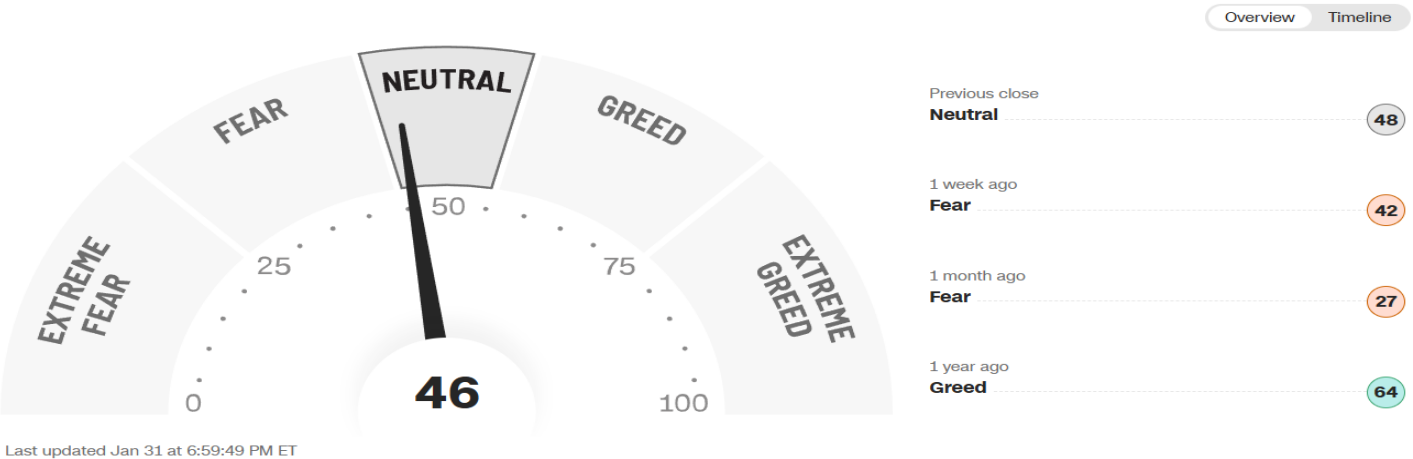 Overview Timeline
NEUTRAL
FEAR
GREED
EXTREME
FEAR
EXTREME
GREED
0
25
50
75
100
46
Last updated Jan 31 at 6:59:49 PM ET
Previous close
Neutral 48
1 week ago
Fear 42
1 month ago
Fear 27
1 year ago
Greed 64